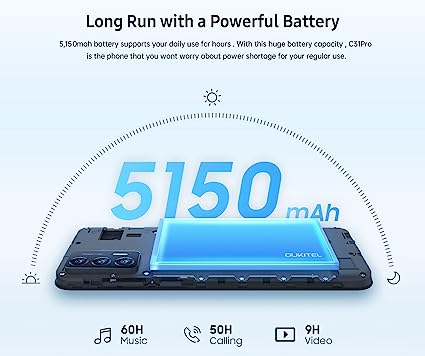 Long Run with a Powerful Battery
5,150mah battery supports your daily use for hours . With this huge battery capacity , C31Pro
is the phone that you wont worry about power shortage for your regular use.
5150 mAh
OUKITEL
60H
Music
50H
Calling
9H
Video